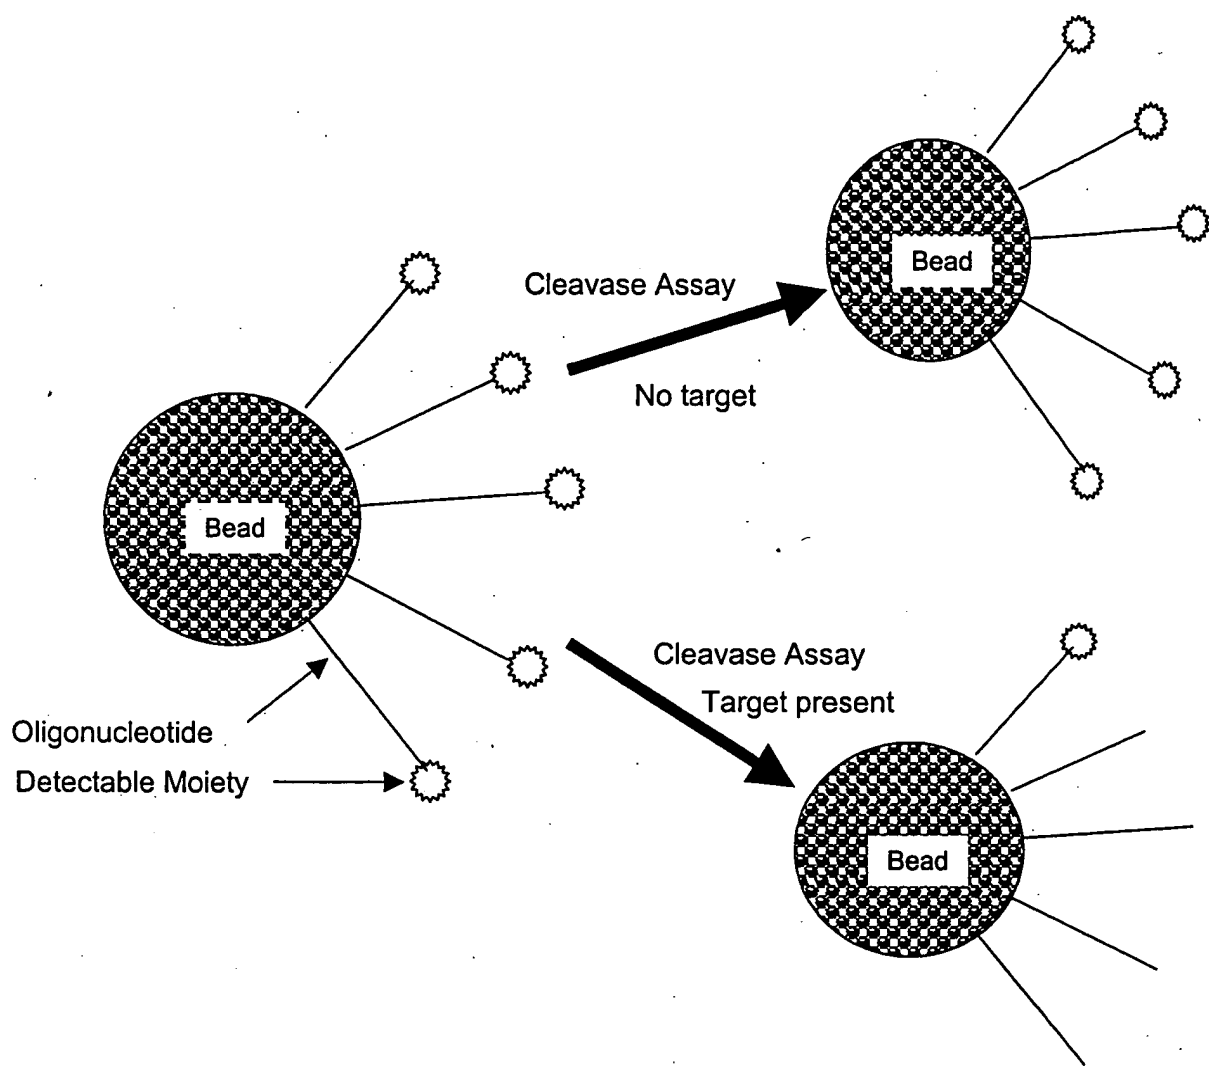 Cleavase Assay
No target
Bead
Bead
Cleavase Assay
Target present
Bead
Oligonucleotide
Detectable Moiety